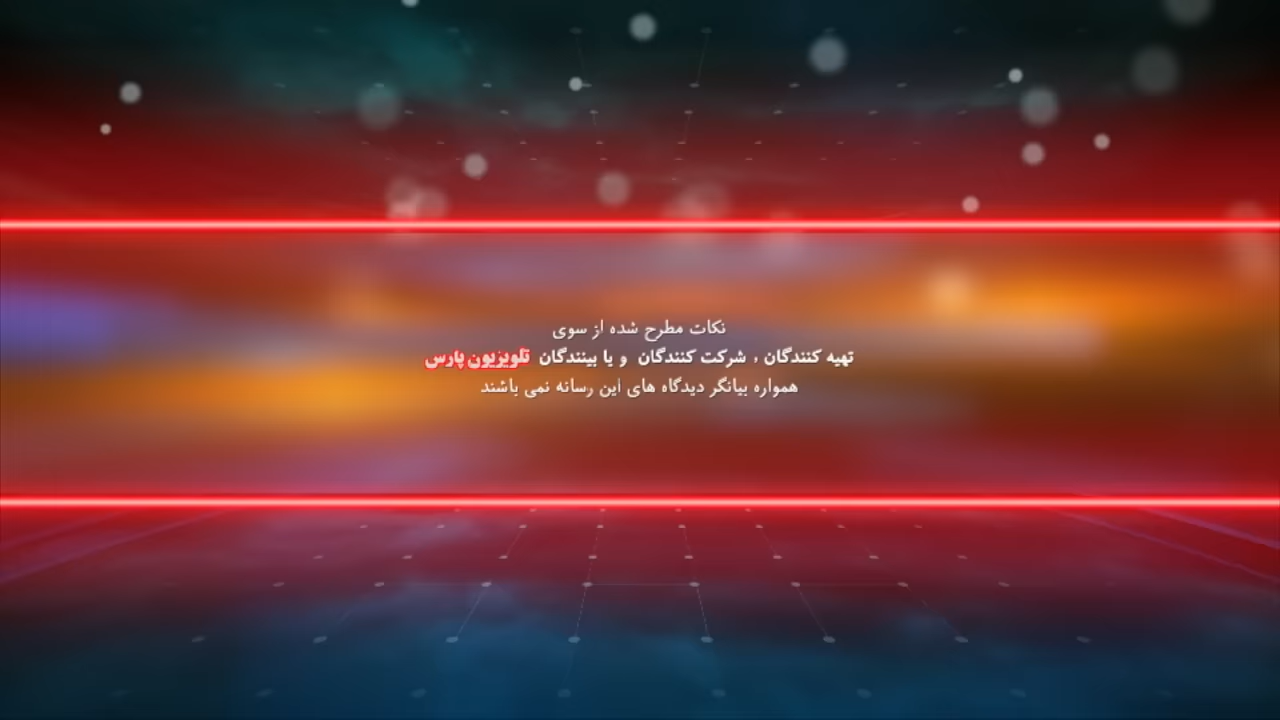 نکات مطرح شده از سوی
تهیه کنندگان ، شرکت کنندگان و یا بینندگان تلویزیون پارس
همواره بیانگر دیدگاه های این رسانه نمی باشند